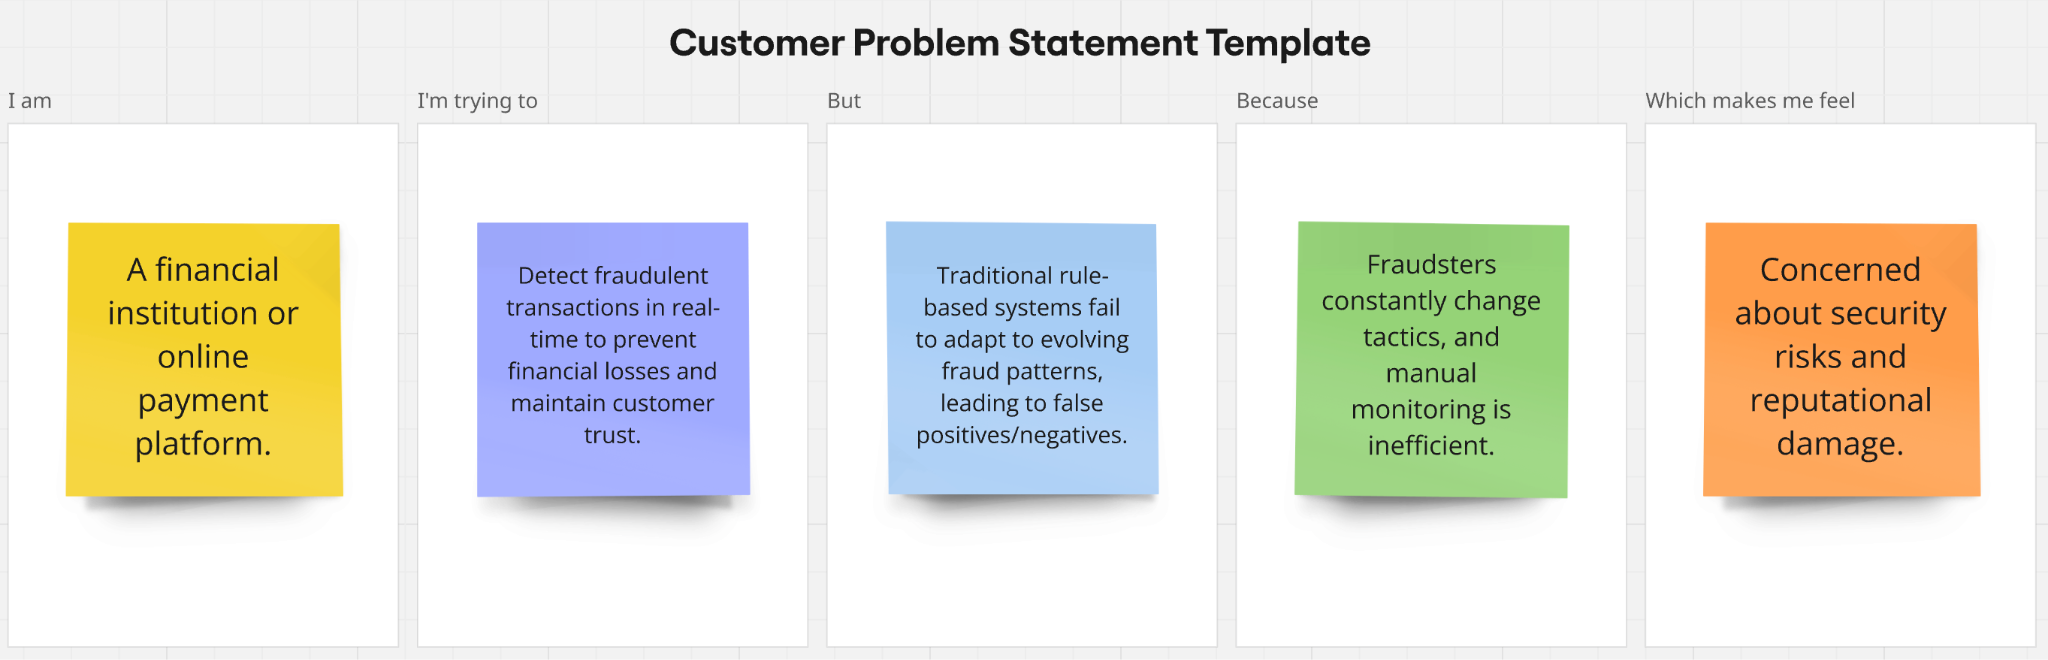 Customer Problem Statement Template
I am
A financial
institution or
online
payment
platform.
I'm trying to
Detect fraudulent
transactions in real-
time to prevent
financial losses and
maintain customer
trust.
But
Traditional rule-
based systems fail
to adapt to evolving
fraud patterns,
leading to false
positives/negatives.
Because
Fraudsters
constantly change
tactics, and
manual
monitoring is
inefficient.
Which makes me feel
Concerned
about security
risks and
reputational
damage.